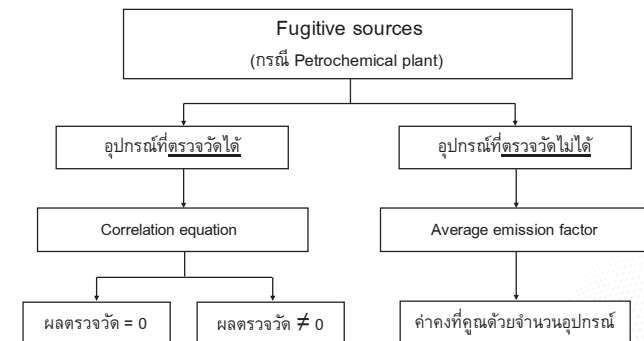 Fugitive sources
(กรณี Petrochemical plant)
อุปกรณ์ที่ตรวจวัดได้
อุปกรณ์ที่ตรวจวัดไม่ได้
Correlation equation
Average emission factor
ผลตรวจวัด = 0
ผลตรวจวัด ≠ 0
ค่าคงที่คูณด้วยจำนวนอุปกรณ์